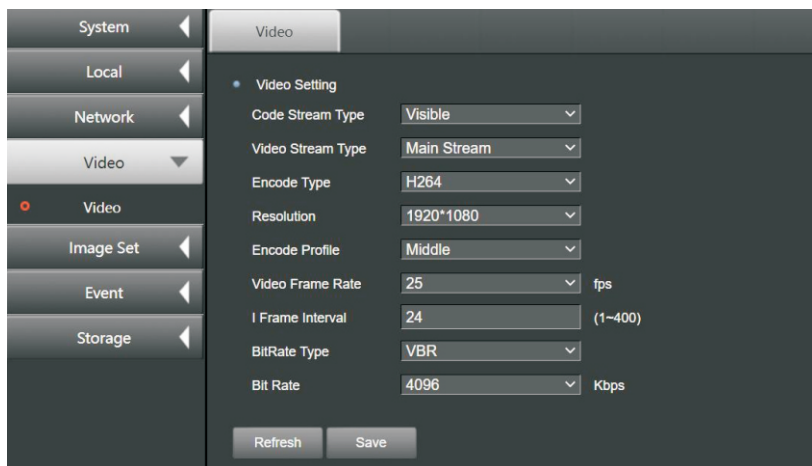 System
Local
Network
Video
Video
Image Set
Event
Storage
Video
Video Setting
Code Stream Type Visible
Video Stream Type Main Stream
Encode Type H264
Resolution 1920*1080
Encode Profile Middle
Video Frame Rate 25 fps
I Frame Interval 24 (1~400)
BitRate Type VBR
Bit Rate 4096 Kbps
Refresh Save